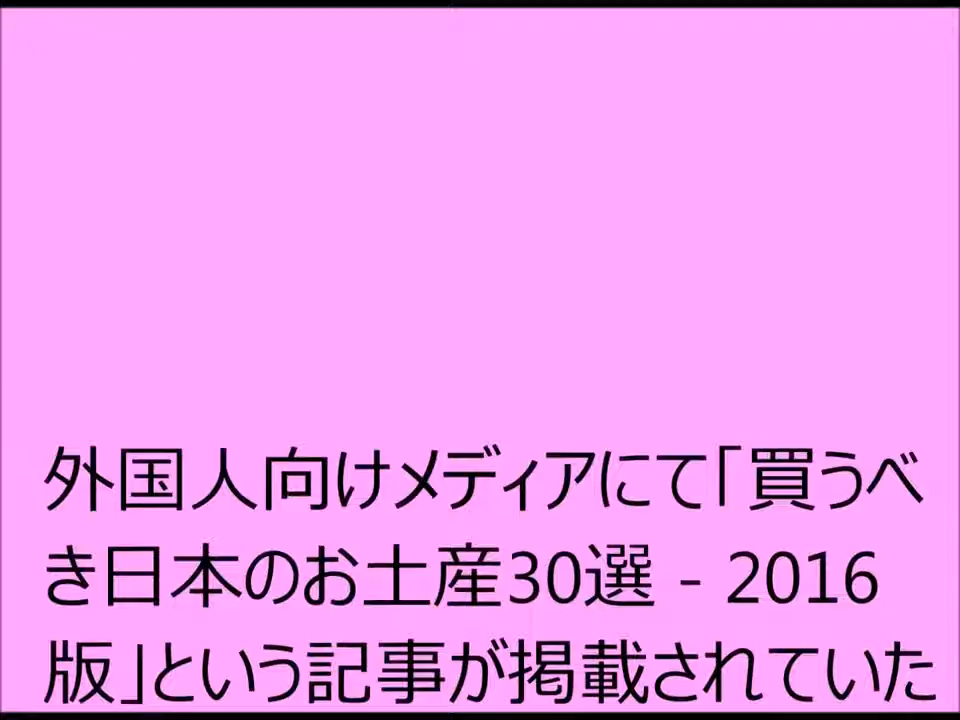 外国人向けメディアにて「買うべ
き日本のお土産30選 - 2016
版」という記事が掲載されていた